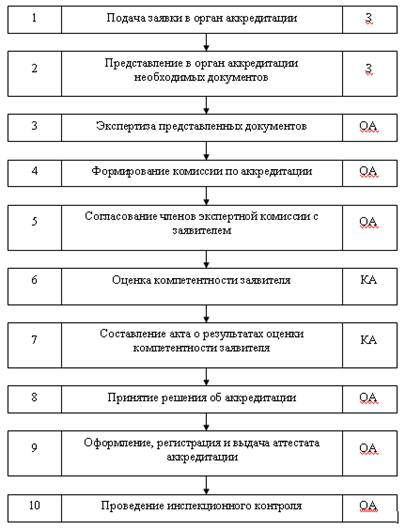 1 Подача заявки в орган аккредитации З
2 Представление в орган аккредитации З
необходимых документов
3 Экспертиза представленных документов ОА
4 Формирование комиссии по аккредитации ОА
5 Согласование членов экспертной комиссии с ОА
заявителем
6 Оценка компетентности заявителя КА
7 Составление акта о результатах оценки КА
компетентности заявителя
8 Принятие решения об аккредитации ОА
9 Оформление, регистрация и выдача аттестата ОА
аккредитации
10 Проведение инспекционного контроля ОА